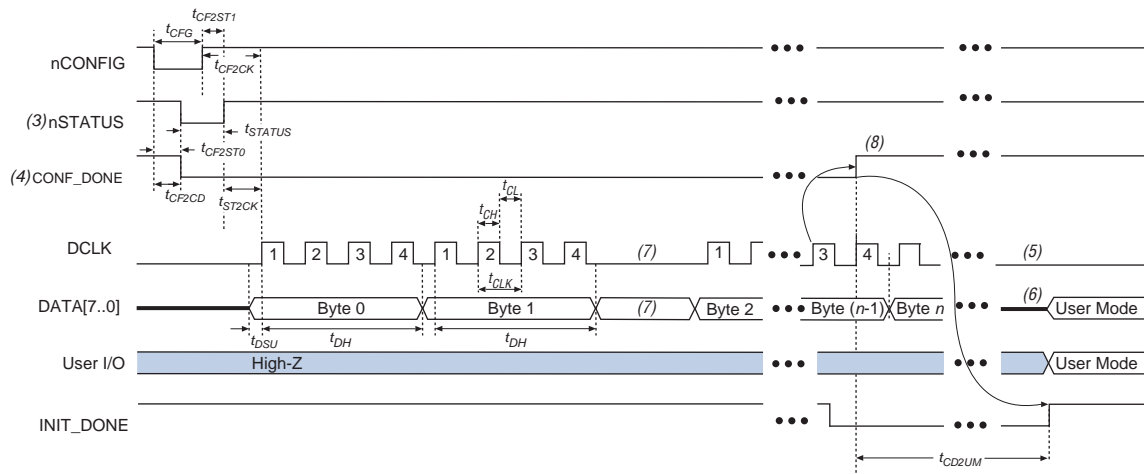 tCF2ST1
tCFG
nCONFIG
tCF2CK
(3) nSTATUS
tSTATUS
tCF2ST0
(8)
(4) CONF_DONE
tCF2CD
tST2CK
tCL
tCH
DCLK
1 2 3 4 1 2 3 4 (7) 1 3 4 (5)
tCLK
DATA[7..0]
Byte 0 Byte 1 (7) Byte 2 Byte (n-1) Byte n (6) User Mode
tDSU tDH tDH
User I/O High-Z User Mode
INIT_DONE
tCD2UM